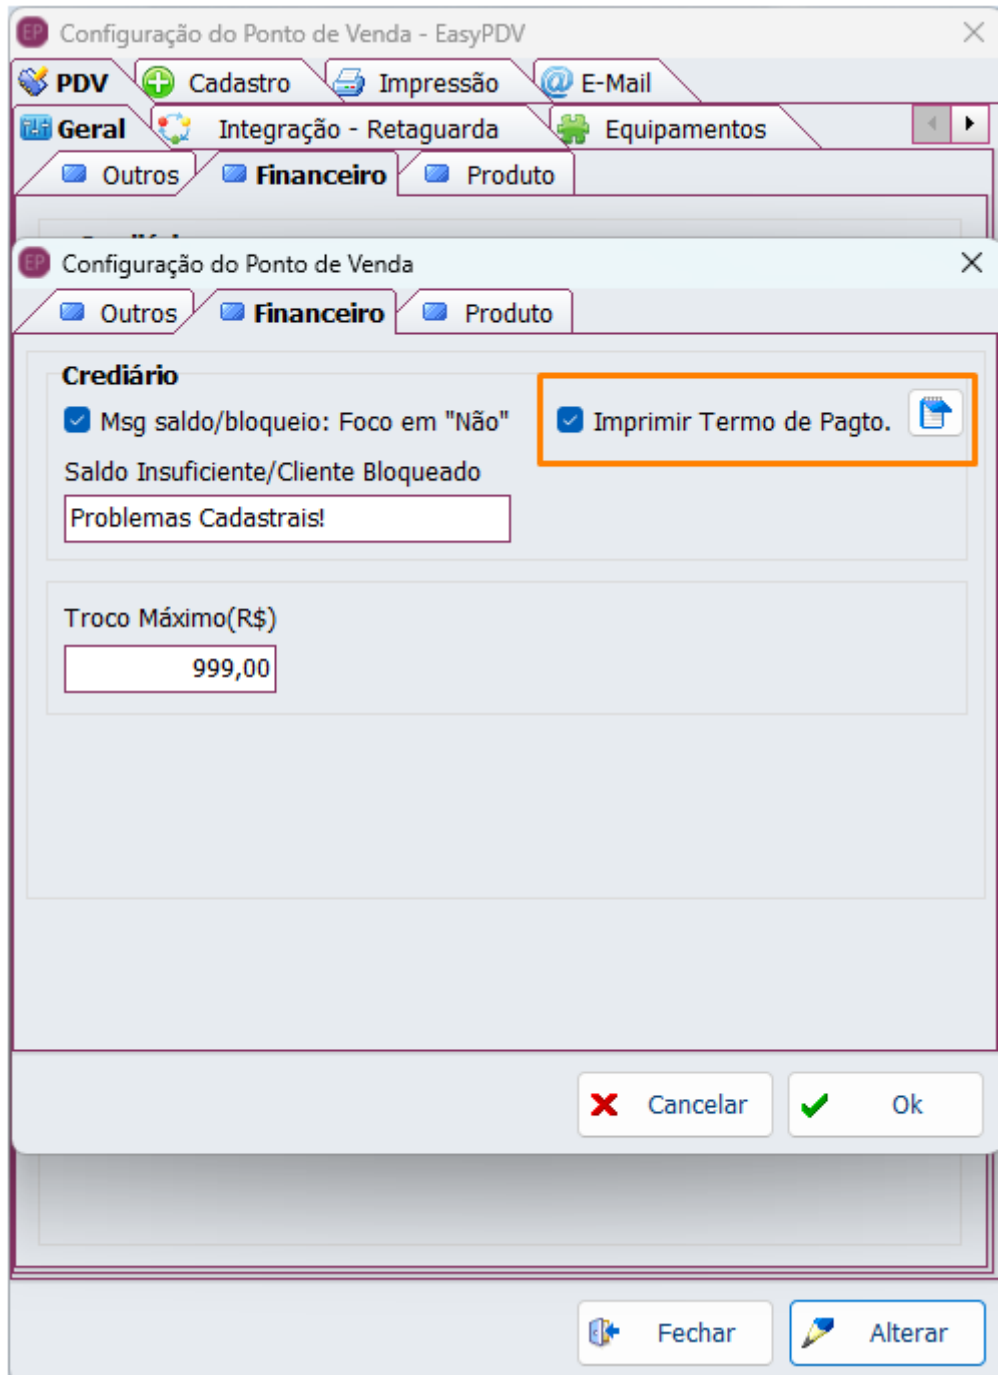 EP Configuração do Ponto de Venda - EasyPDV
PDV Cadastro Impressão @ E-Mail
Geral Integração - Retaguarda Equipamentos
Outros Financeiro Produto
EP Configuração do Ponto de Venda
Outros Financeiro Produto
Crediário
Msg saldo/bloqueio: Foco em "Não" Imprimir Termo de Pagto.
Saldo Insuficiente/Cliente Bloqueado
Problemas Cadastrais!
Troco Máximo(R$)
999,00
Cancelar Ok
Fechar Alterar